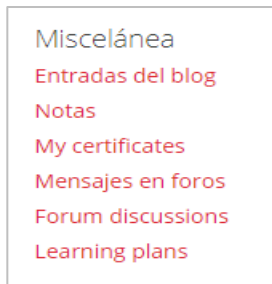 Miscelánea
Entradas del blog
Notas
My certificates
Mensajes en foros
Forum discussions
Learning plans